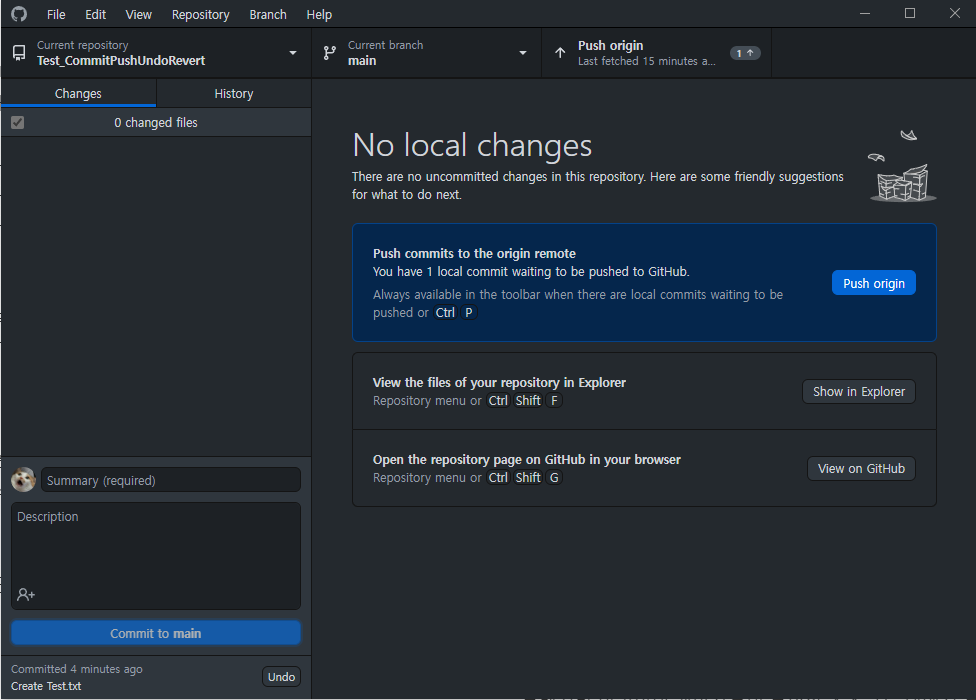 File Edit View Repository Branch Help
Current repository
Test_CommitPushUndoRevert
Current branch
main
Push origin
Last fetched 15 minutes a...
1
Changes
History
0 changed files
No local changes
There are no uncommitted changes in this repository. Here are some friendly suggestions
for what to do next.
Push commits to the origin remote
You have 1 local commit waiting to be pushed to GitHub.
Always available in the toolbar when there are local commits waiting to be
pushed or Ctrl P
Push origin
View the files of your repository in Explorer
Repository menu or Ctrl Shift F
Show in Explorer
Open the repository page on GitHub in your browser
Repository menu or Ctrl Shift G
View on GitHub
Summary (required)
Description
Commit to main
Committed 4 minutes ago
Create Test.txt
Undo